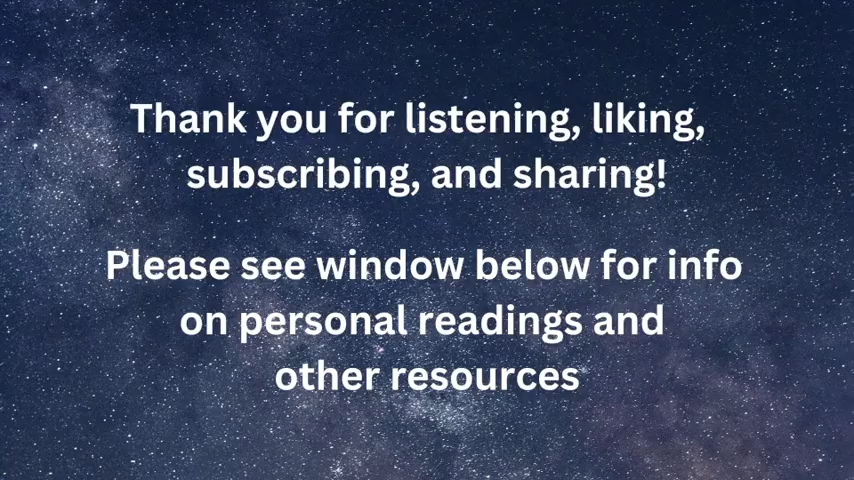 Thank you for listening, liking,
subscribing, and sharing!
Please see window below for info
on personal readings and
other resources